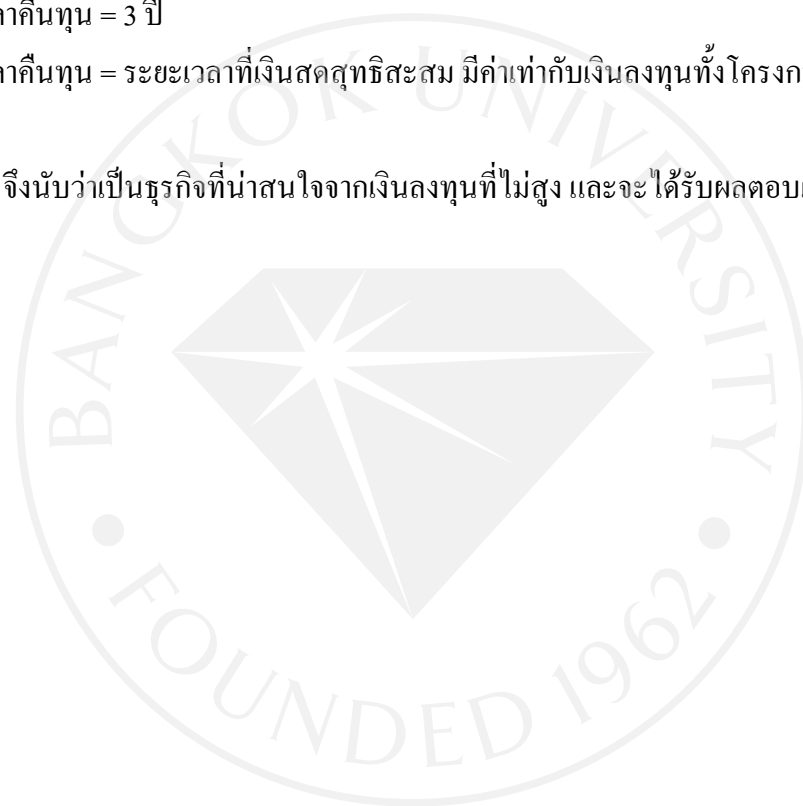 ลาคืนทุน = 3 ปี
ลาคืนทุน = ระยะเวลาที่เงินสดสุทธิสะสม มีค่าเท่ากับเงินลงทุนทั้งโครงก
จึงนับว่าเป็นธุรกิจที่น่าสนใจจากเงินลงทุนที่ไม่สูง และจะได้รับผลตอบ
BANGKOK UNIVERSITY
FOUNDED 1962